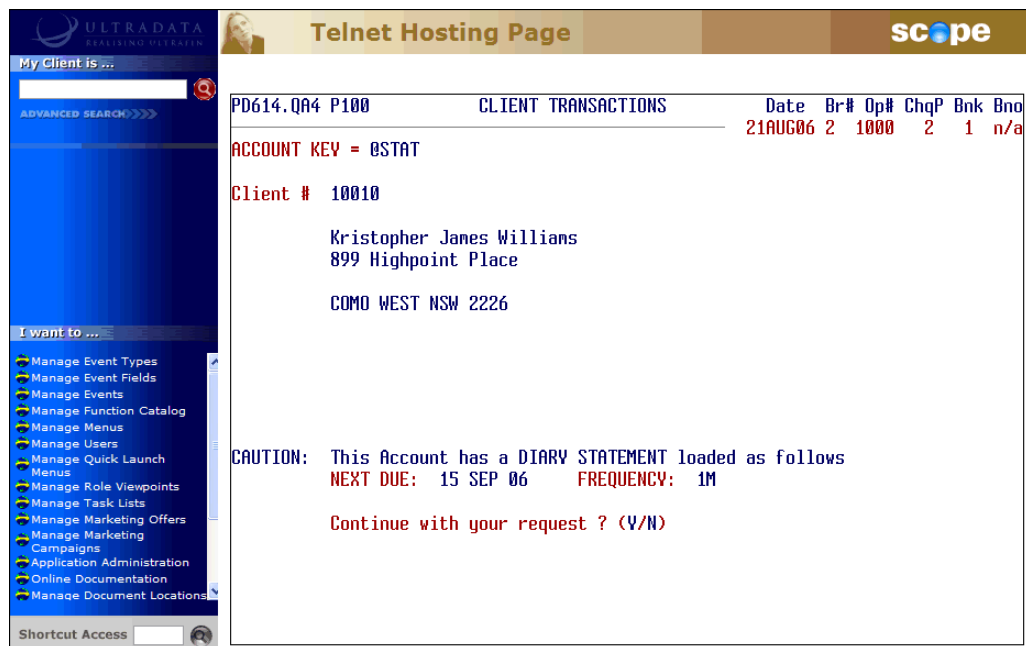 ULTRADATA
REALISING ULTRAFIN
Telnet Hosting Page
scope
My Client is ...
ADVANCED SEARCH
PD614.QA4 P100 CLIENT TRANSACTIONS Date Br# Op# ChqP Bnk Bno
21AUG06 2 1000 2 1 n/a
ACCOUNT KEY = @STAT
Client # 10010
Kristopher James Williams
899 Highpoint Place
COMO WEST NSW 2226
CAUTION: This Account has a DIARY STATEMENT loaded as follows
NEXT DUE: 15 SEP 06 FREQUENCY: 1M
Continue with your request ? (Y/N)
I want to ...
Manage Event Types
Manage Event Fields
Manage Events
Manage Function Catalog
Manage Menus
Manage Users
Manage Quick Launch
Menus
Manage Role Viewpoints
Manage Task Lists
Manage Marketing Offers
Manage Marketing
Campaigns
Application Administration
Online Documentation
Manage Document Locations
Shortcut Access